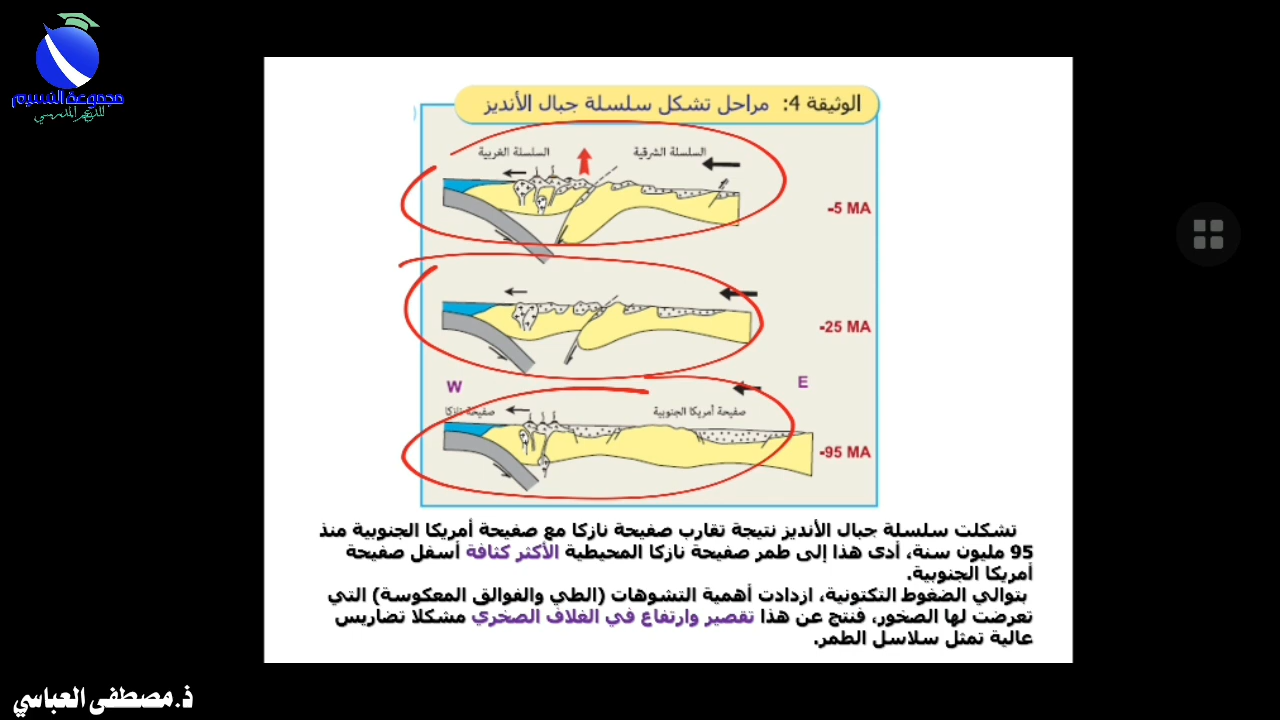 مجموعة النسيم
للدعم المدرسي
الوثيقة 4: مراحل تشكل سلسلة جبال الأنديز
السلسلة الغربية
السلسلة الشرقية
-5 MA
-25 MA
W
E
صفيحة نازكا
صفيحة أمريكا الجنوبية
-95 MA
تشكلت سلسلة جبال الأنديز نتيجة تقارب صفيحة نازكا مع صفيحة أمريكا الجنوبية منذ
95 مليون سنة، أدى هذا إلى طمر صفيحة نازكا المحيطية الأكثر كثافة أسفل صفيحة
أمريكا الجنوبية.
بتوالي الضغوط التكتونية، ازدادت أهمية التشوهات (الطي والفوالق المعكوسة) التي
تعرضت لها الصخور، فنتج عن هذا تقصير وارتفاع في الغلاف الصخري مشكلا تضاريس
عالية تمثل سلاسل الطمر.
ذ.مصطفى العباسي